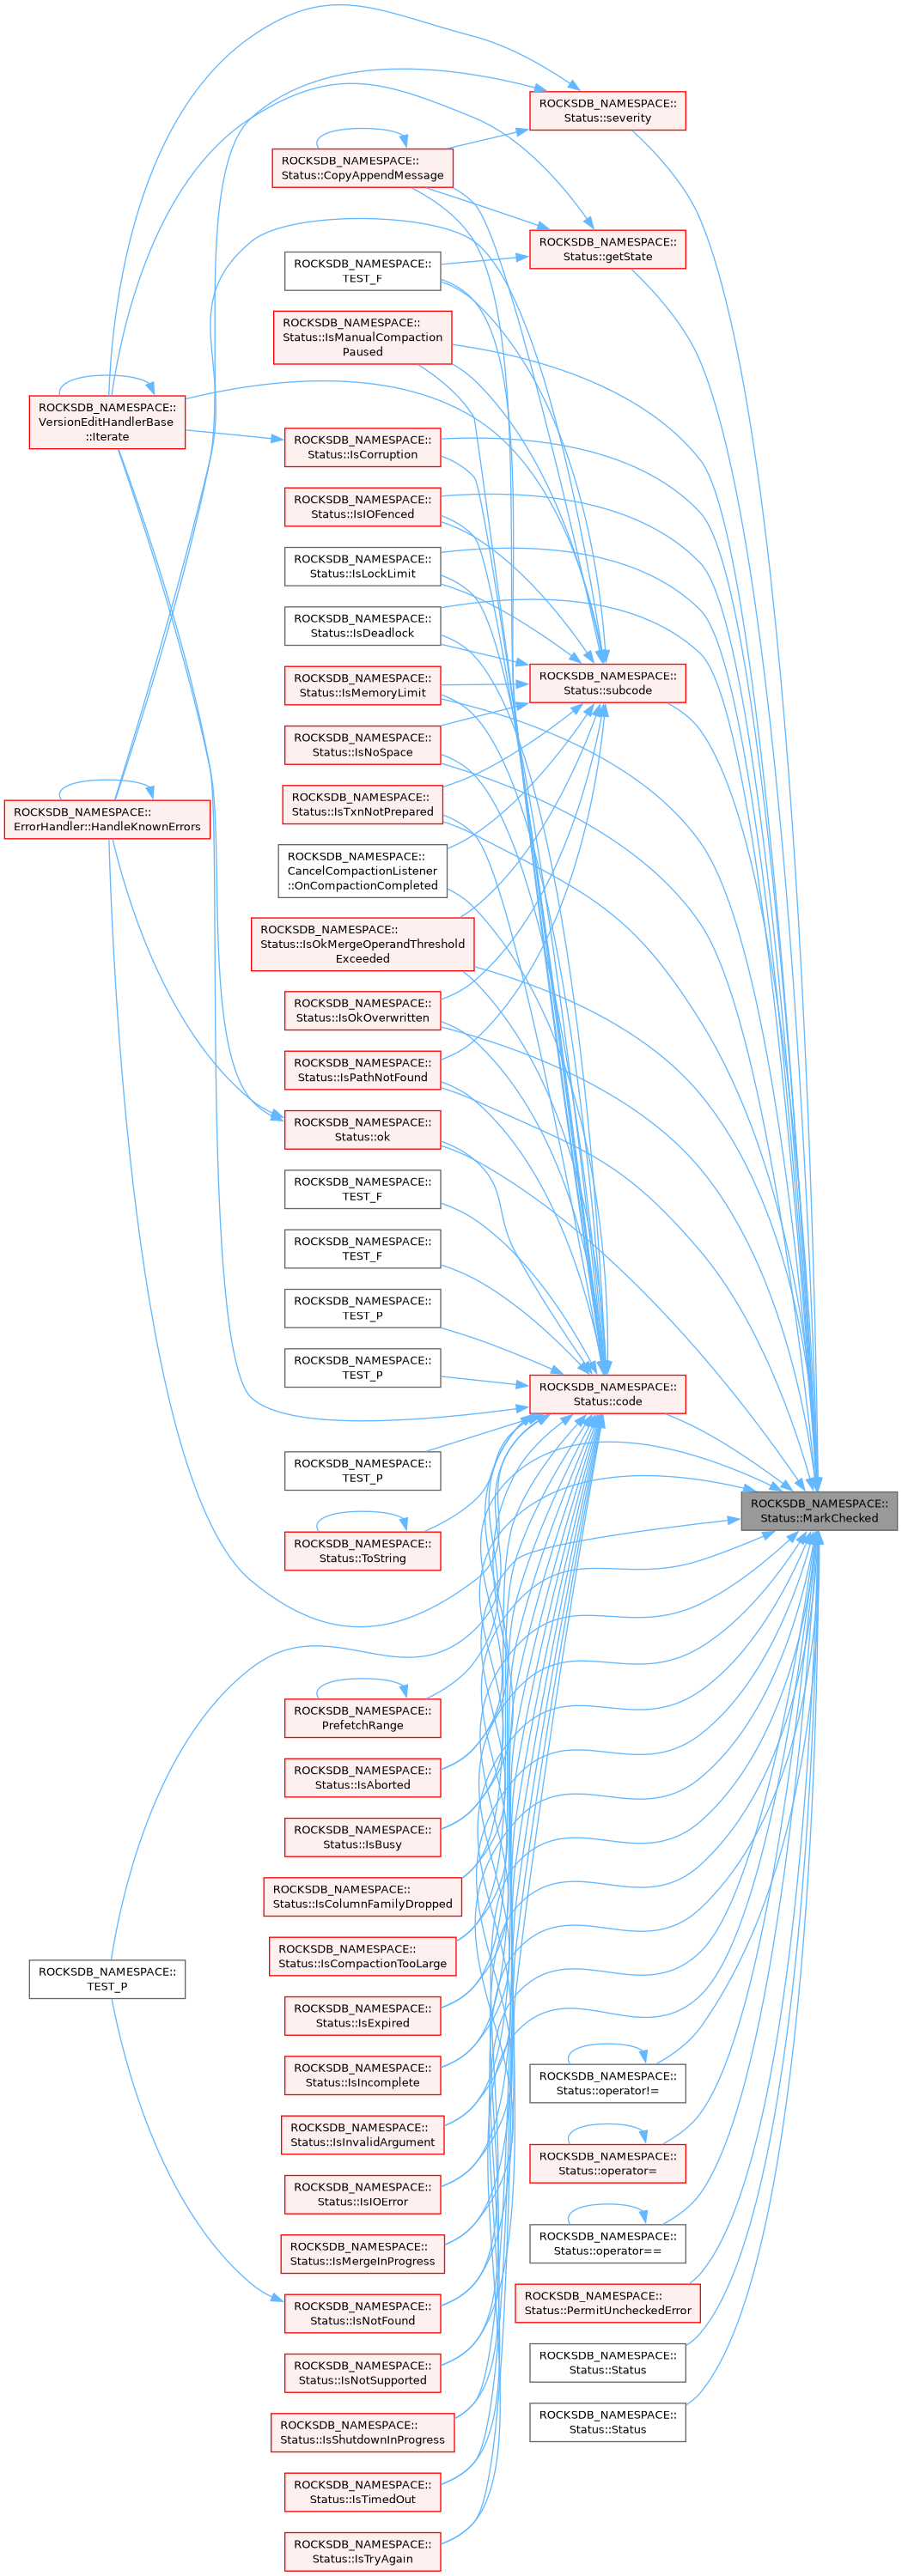 ROCKSDB_NAMESPACE::
Status::severity
ROCKSDB_NAMESPACE::
Status::CopyAppendMessage
ROCKSDB_NAMESPACE::
Status::getState
ROCKSDB_NAMESPACE::
TEST_F
ROCKSDB_NAMESPACE::
Status::IsManualCompaction
Paused
ROCKSDB_NAMESPACE::
VersionEditHandlerBase
::Iterate
ROCKSDB_NAMESPACE::
Status::IsCorruption
ROCKSDB_NAMESPACE::
Status::IsIOFenced
ROCKSDB_NAMESPACE::
Status::IsLockLimit
ROCKSDB_NAMESPACE::
Status::IsDeadlock
ROCKSDB_NAMESPACE::
Status::subcode
ROCKSDB_NAMESPACE::
Status::IsMemoryLimit
ROCKSDB_NAMESPACE::
Status::IsNoSpace
ROCKSDB_NAMESPACE::
Status::IsTxnNotPrepared
ROCKSDB_NAMESPACE::
ErrorHandler::HandleKnownErrors
ROCKSDB_NAMESPACE::
CancelCompactionListener
::OnCompactionCompleted
ROCKSDB_NAMESPACE::
Status::IsOkMergeOperandThreshold
Exceeded
ROCKSDB_NAMESPACE::
Status::IsOkOverwritten
ROCKSDB_NAMESPACE::
Status::IsPathNotFound
ROCKSDB_NAMESPACE::
Status::ok
ROCKSDB_NAMESPACE::
TEST_F
ROCKSDB_NAMESPACE::
TEST_F
ROCKSDB_NAMESPACE::
TEST_P
ROCKSDB_NAMESPACE::
TEST_P
ROCKSDB_NAMESPACE::
Status::code
ROCKSDB_NAMESPACE::
TEST_P
ROCKSDB_NAMESPACE::
Status::MarkChecked
ROCKSDB_NAMESPACE::
Status::ToString
ROCKSDB_NAMESPACE::
PrefetchRange
ROCKSDB_NAMESPACE::
Status::IsAborted
ROCKSDB_NAMESPACE::
Status::IsBusy
ROCKSDB_NAMESPACE::
Status::IsColumnFamilyDropped
ROCKSDB_NAMESPACE::
Status::IsCompactionTooLarge
ROCKSDB_NAMESPACE::
TEST_P
ROCKSDB_NAMESPACE::
Status::IsExpired
ROCKSDB_NAMESPACE::
Status::IsIncomplete
ROCKSDB_NAMESPACE::
Status::operator!=
ROCKSDB_NAMESPACE::
Status::IsInvalidArgument
ROCKSDB_NAMESPACE::
Status::operator=
ROCKSDB_NAMESPACE::
Status::IsIOError
ROCKSDB_NAMESPACE::
Status::operator==
ROCKSDB_NAMESPACE::
Status::IsMergeInProgress
ROCKSDB_NAMESPACE::
Status::PermitUncheckedError
ROCKSDB_NAMESPACE::
Status::IsNotFound
ROCKSDB_NAMESPACE::
Status::Status
ROCKSDB_NAMESPACE::
Status::IsNotSupported
ROCKSDB_NAMESPACE::
Status::Status
ROCKSDB_NAMESPACE::
Status::IsShutdownInProgress
ROCKSDB_NAMESPACE::
Status::IsTimedOut
ROCKSDB_NAMESPACE::
Status::IsTryAgain